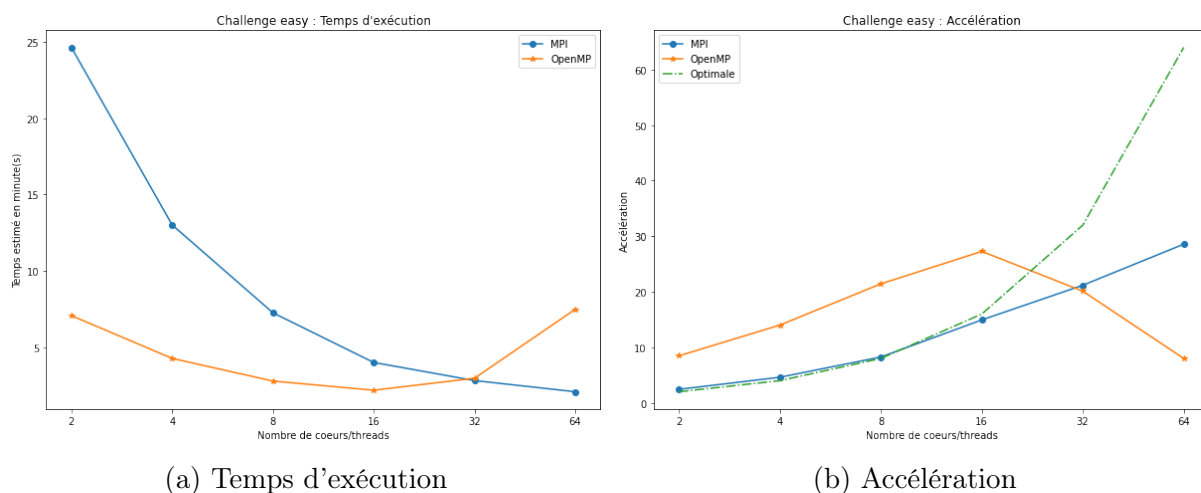 Challenge easy : Temps d'exécution
MPI
OpenMP
25
20
15
10
5
Temps estimé en minute(s)
2 4 8 16 32 64
Nombre de coeurs/threads
(a) Temps d'exécution
Challenge easy : Accélération
MPI
OpenMP
Optimale
60
50
40
30
20
10
0
Accélération
2 4 8 16 32 64
Nombre de coeurs/threads
(b) Accélération